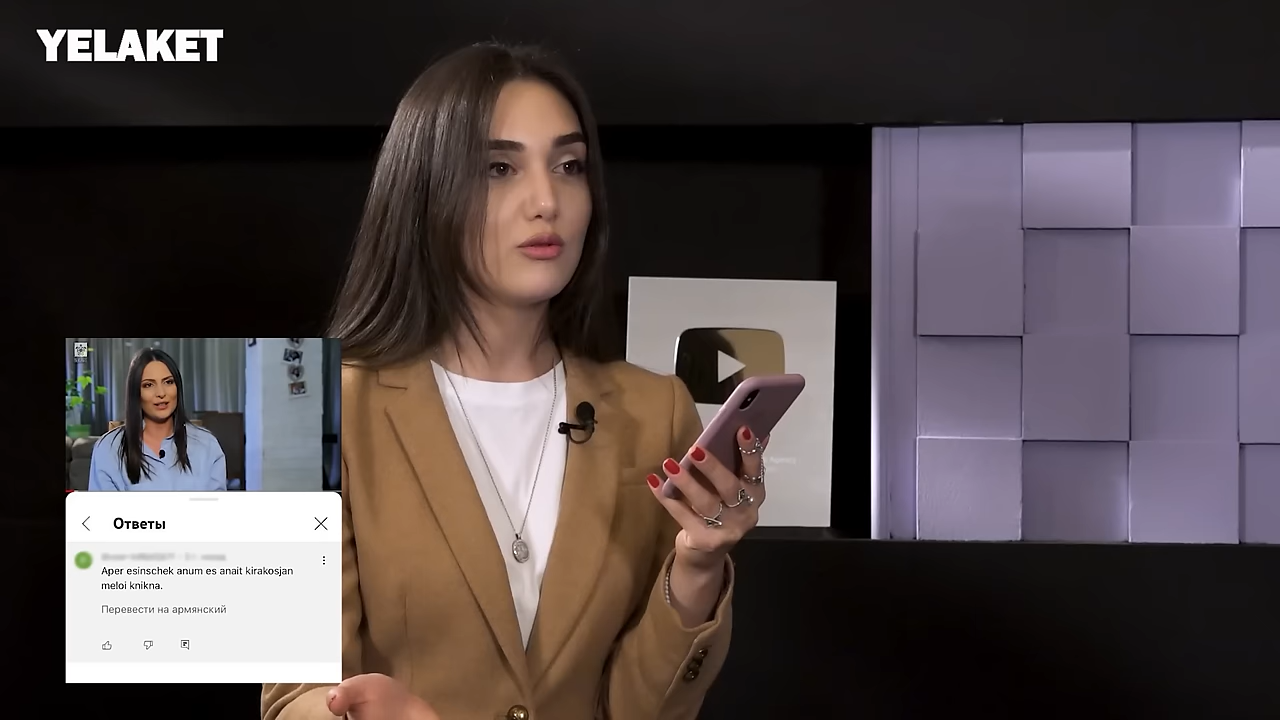 YELAKET
Ответы
Aper esinschek anum es anait kirakosjan
meloi knikna.
Перевести на армянский